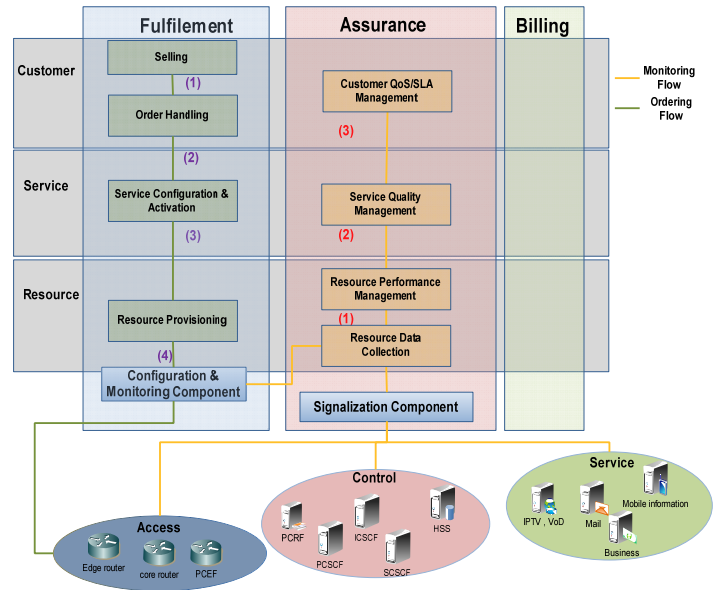 Fulfilement
Assurance
Billing
Customer
Selling
(1)
Order Handling
Customer QoS/SLA
Management
(3)
Monitoring
Flow
Ordering
Flow
(2)
Service
Service Configuration &
Activation
(3)
Service Quality
Management
(2)
Resource
Resource Performance
Management
(1)
Resource Provisioning
Resource Data
Collection
(4)
Configuration &
Monitoring Component
Signalization Component
Access
Edge router
core router
PCEF
Control
PCRF
ICSCF
HSS
PCSCF
SCSCF
Service
Mobile information
IPTV , VoD
Mail
Business